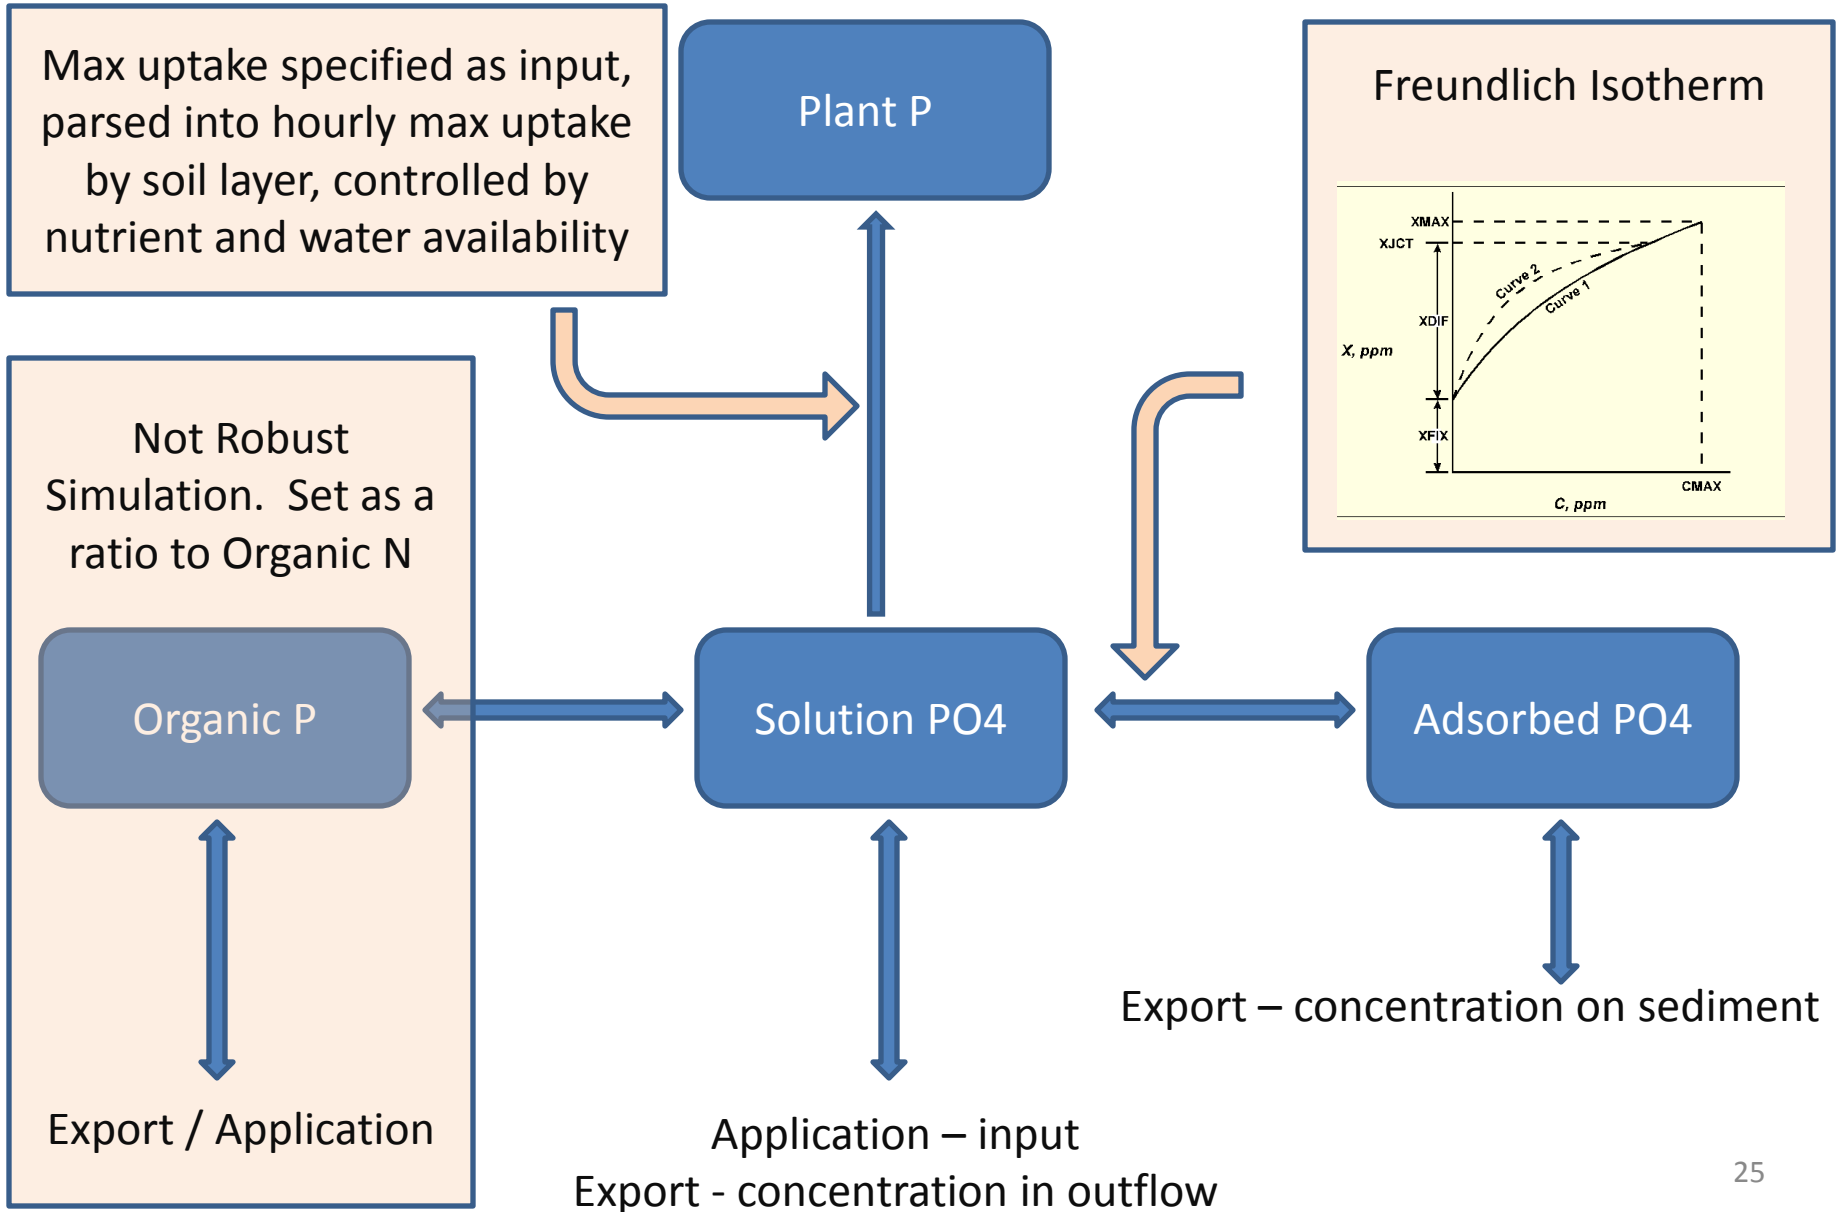 Max uptake specified as input,
parsed into hourly max uptake
by soil layer, controlled by
nutrient and water availability
Plant P
Freundlich Isotherm
XMAX
XJCT
Curve 2
Curve 1
XDIF
X, ppm
XFIX
CMAX
C, ppm
Not Robust
Simulation.  Set as a
ratio to Organic N
Organic P
Solution PO4
Adsorbed PO4
Export – concentration on sediment
Export / Application
Application – input
Export - concentration in outflow
25